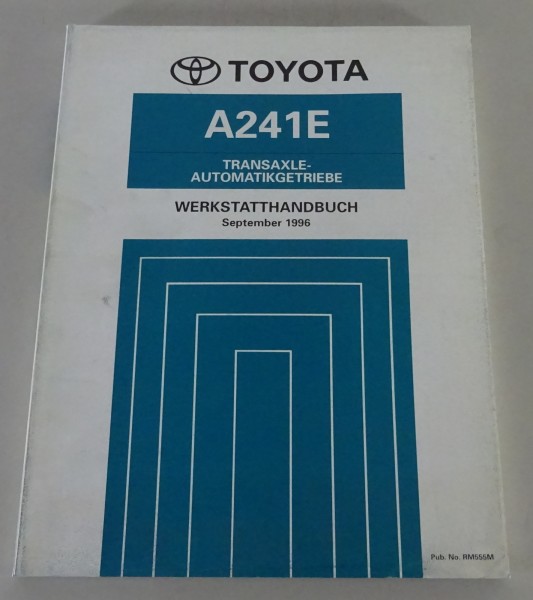 TOYOTA
A241E
TRANSAXLE-
AUTOMATIKGETRIEBE
WERKSTATTHANDBUCH
September 1996
Pub. No. RM555M